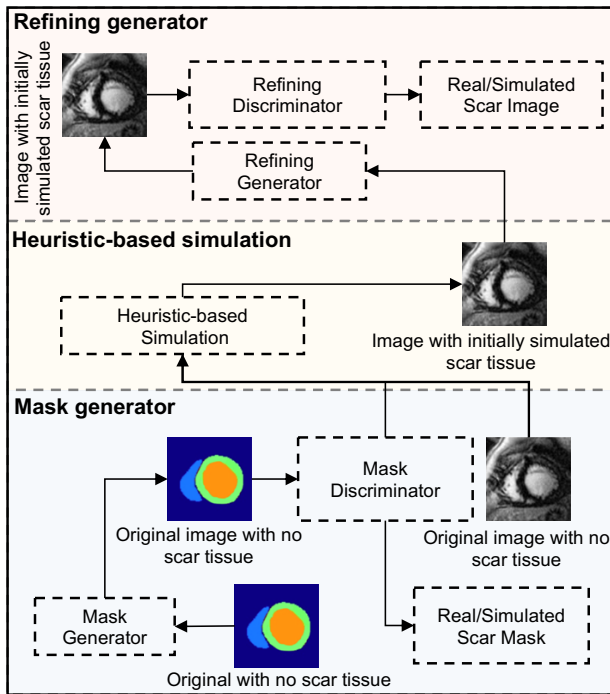 Refining generator
Image with initially
simulated scar tissue
Refining
Discriminator
Real/Simulated
Scar Image
Refining
Generator
Heuristic-based simulation
Heuristic-based
Simulation
Image with initially simulated
scar tissue
Mask generator
Mask
Discriminator
Original image with no
scar tissue
Original image with no
scar tissue
Mask
Generator
Real/Simulated
Scar Mask
Original with no scar tissue